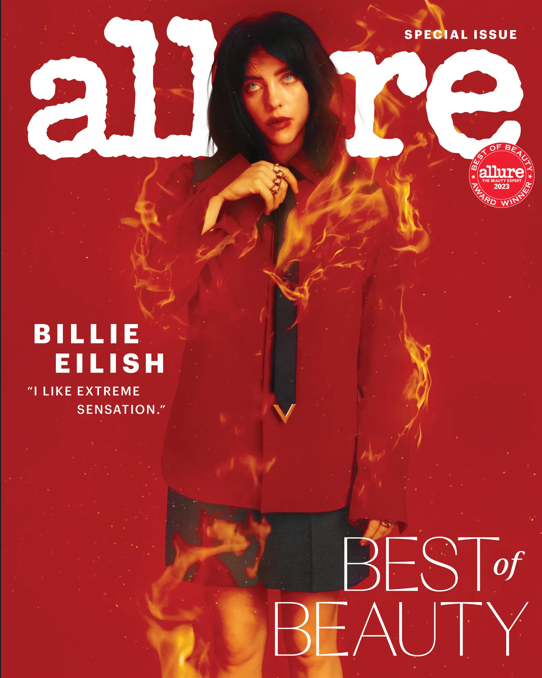 SPECIAL ISSUE
allure
BEST OF BEAUTY
allure
THE BEAUTY EXPERT
2023
AWARD WINNER
BILLIE
EILISH
“I LIKE EXTREME
SENSATION.”
BEST of
BEAUTY